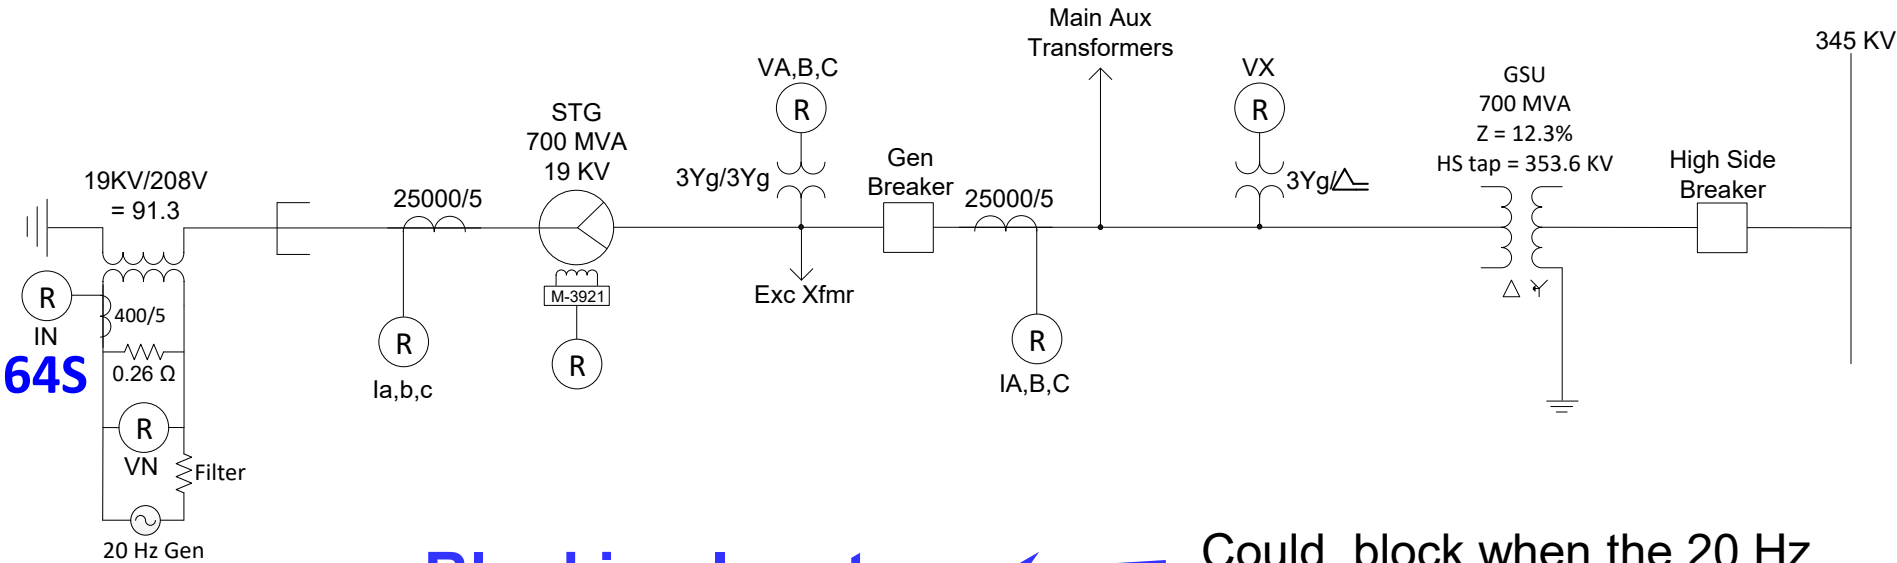 Main Aux
Transformers
345 KV
VA,B,C
R
VX
R
GSU
700 MVA
Z = 12.3%
HS tap = 353.6 KV
STG
700 MVA
19 KV
Gen
Breaker
High Side
Breaker
19KV/208V
= 91.3
3Yg/3Yg
3Yg/
25000/5
25000/5
R
IN
64S
400/5
0.26 Ω
M-3921
Exc Xfmr
R
Ia,b,c
R
R
IA,B,C
R
VN
Filter
20 Hz Gen
Could block when the 20 Hz